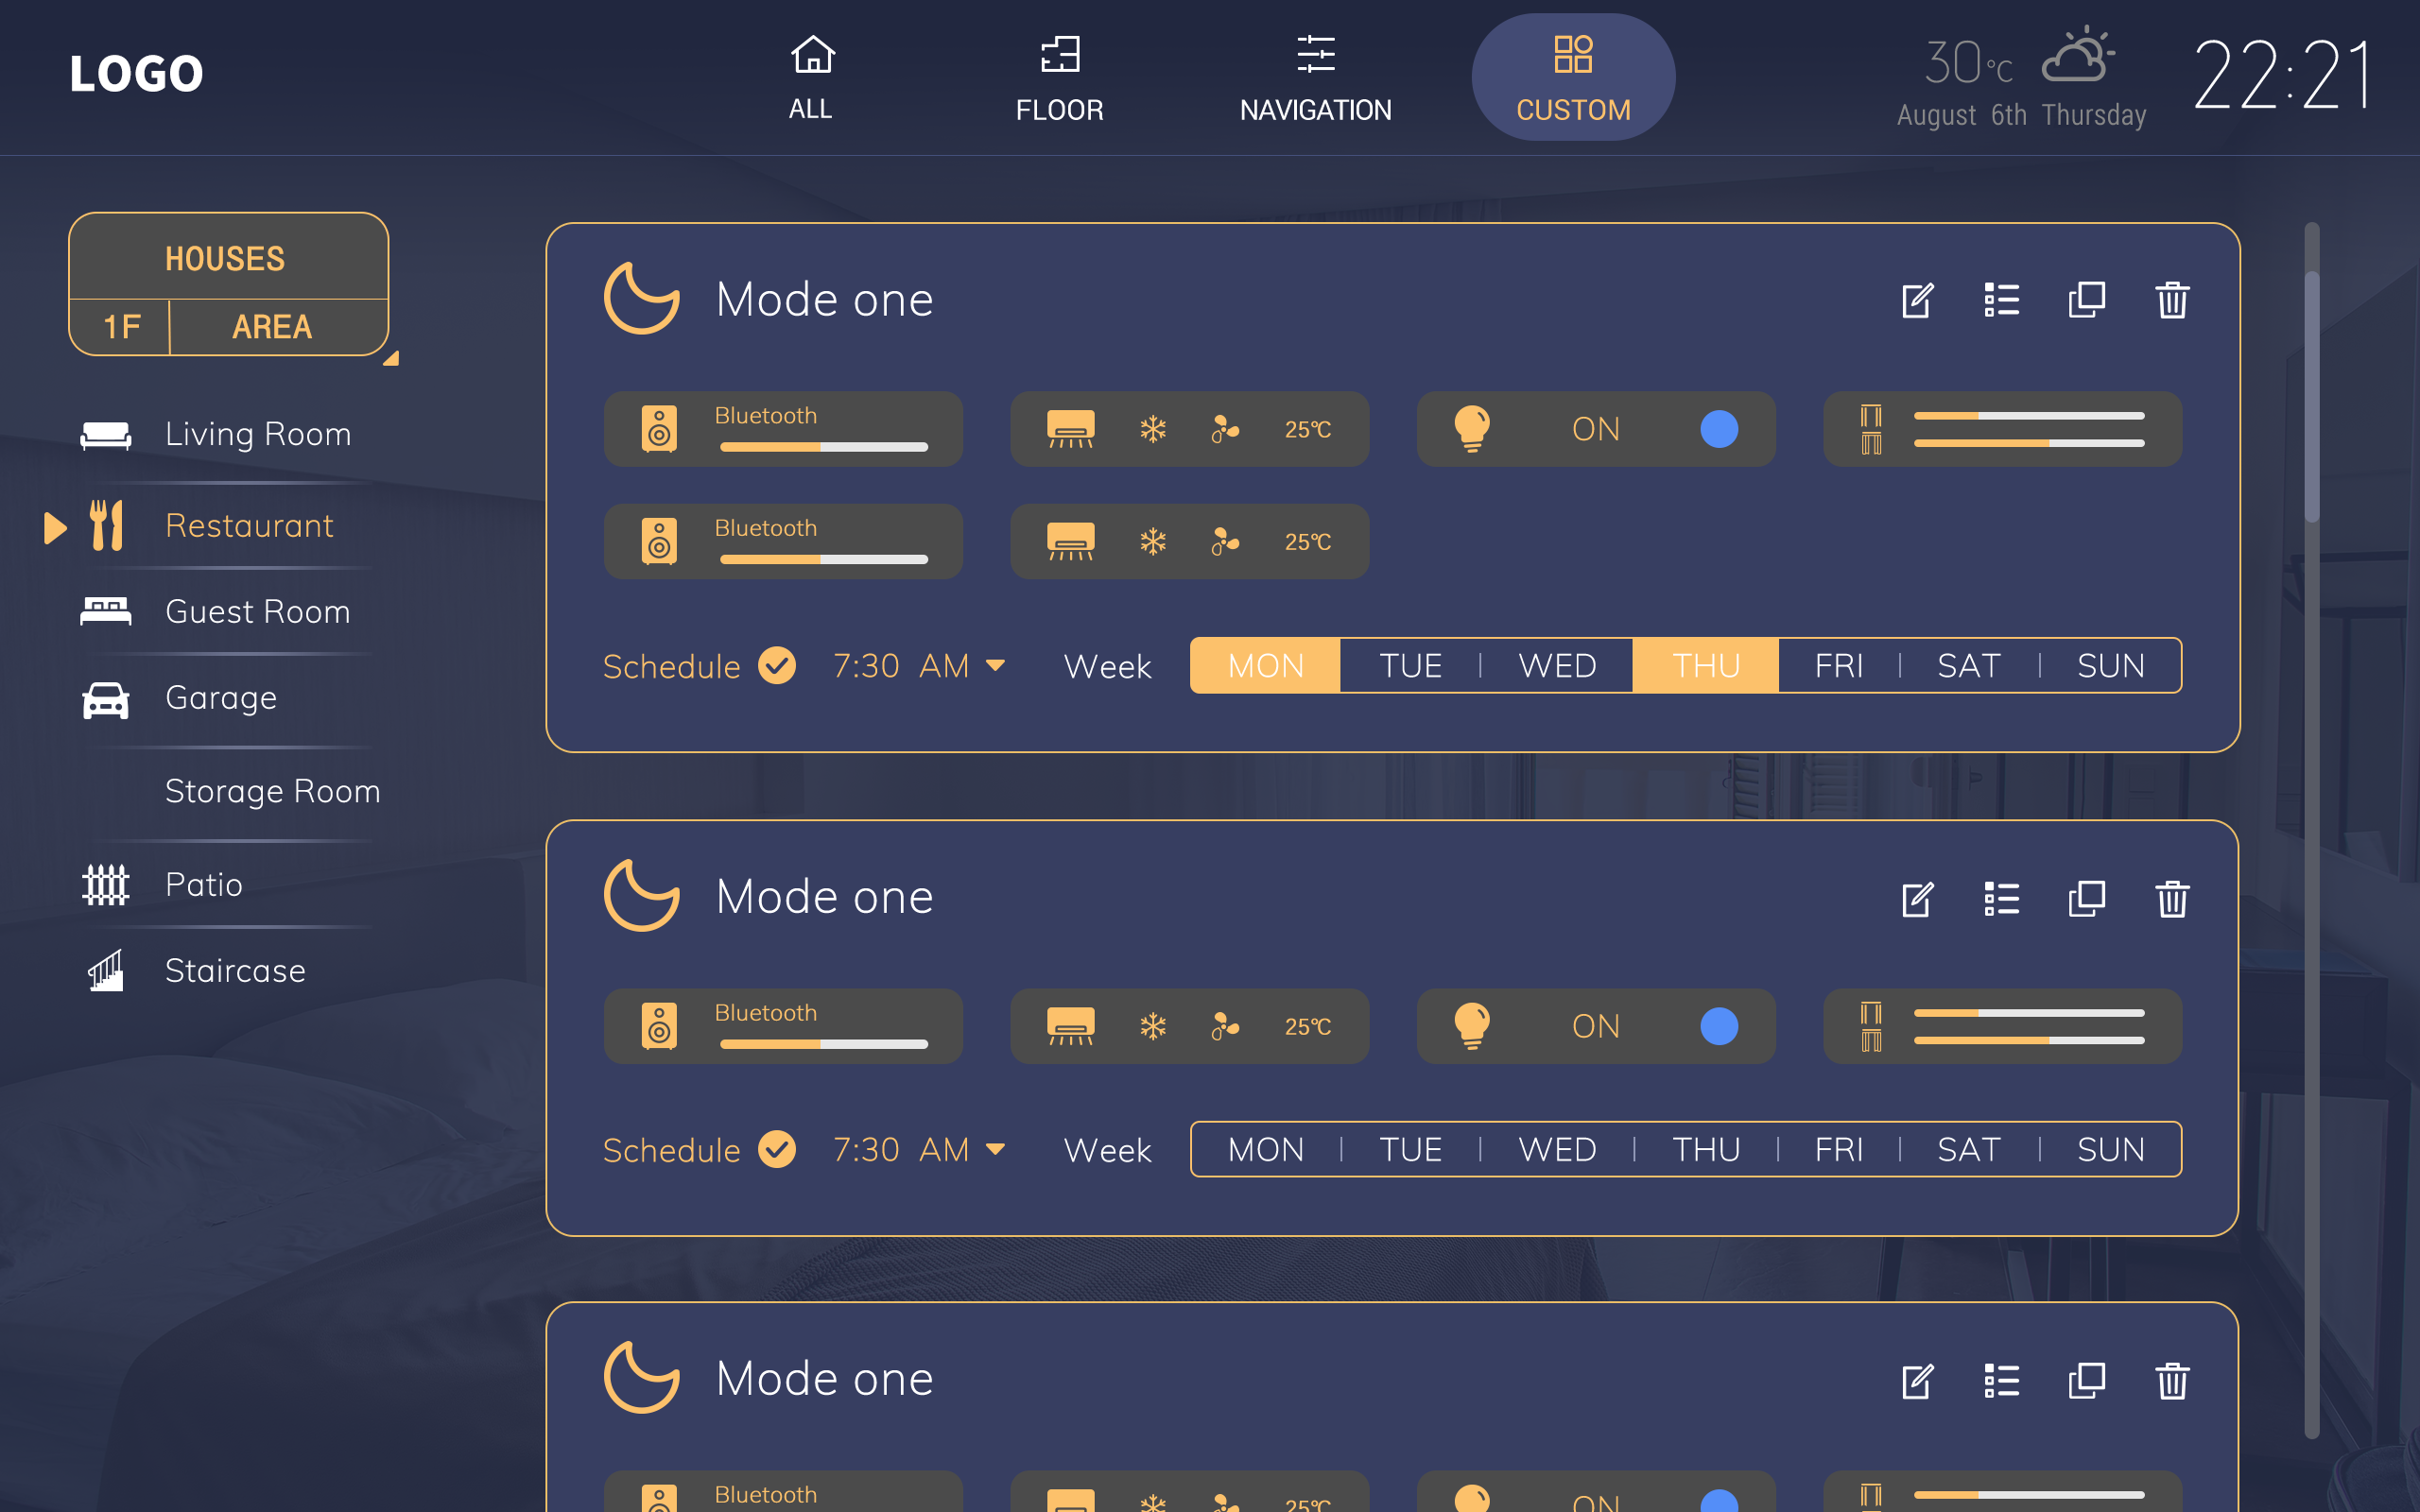 LOGO
ALL
FLOOR
NAVIGATION
CUSTOM
30℃
August 6th Thursday
22:21
HOUSES
1F AREA
Living Room
Restaurant
Guest Room
Garage
Storage Room
Patio
Staircase
Mode one
Bluetooth
25℃
ON
Bluetooth
25℃
Schedule 7:30 AM Week MON TUE WED THU FRI SAT SUN
Mode one
Bluetooth
25℃
ON
Schedule 7:30 AM Week MON TUE WED THU FRI SAT SUN
Mode one
Bluetooth
25℃
ON